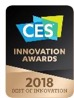 CES
INNOVATION
AWARDS
2018
BEST OF INNOVATION